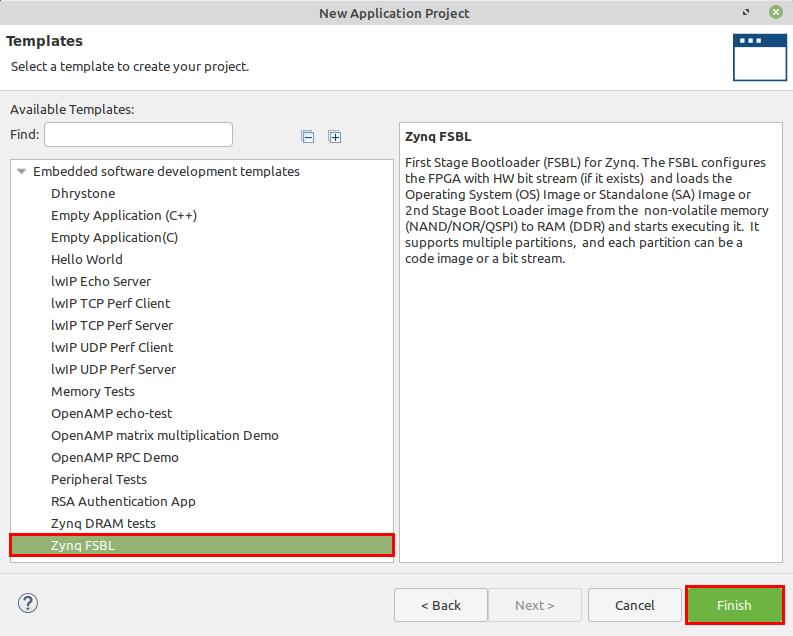 New Application Project
Templates
Select a template to create your project.
Available Templates:
Find:
Embedded software development templates
Dhrystone
Empty Application (C++)
Empty Application(C)
Hello World
lwIP Echo Server
lwIP TCP Perf Client
lwIP TCP Perf Server
lwIP UDP Perf Client
lwIP UDP Perf Server
Memory Tests
OpenAMP echo-test
OpenAMP matrix multiplication Demo
OpenAMP RPC Demo
Peripheral Tests
RSA Authentication App
Zynq DRAM tests
Zynq FSBL
Zynq FSBL
First Stage Bootloader (FSBL) for Zynq. The FSBL configures
the FPGA with HW bit stream (if it exists)  and loads the
Operating System (OS) Image or Standalone (SA) Image or
2nd Stage Boot Loader image from the  non-volatile memory
(NAND/NOR/QSPI) to RAM (DDR) and starts executing it.  It
supports multiple partitions,  and each partition can be a
code image or a bit stream.
?
< Back
Next >
Cancel
Finish